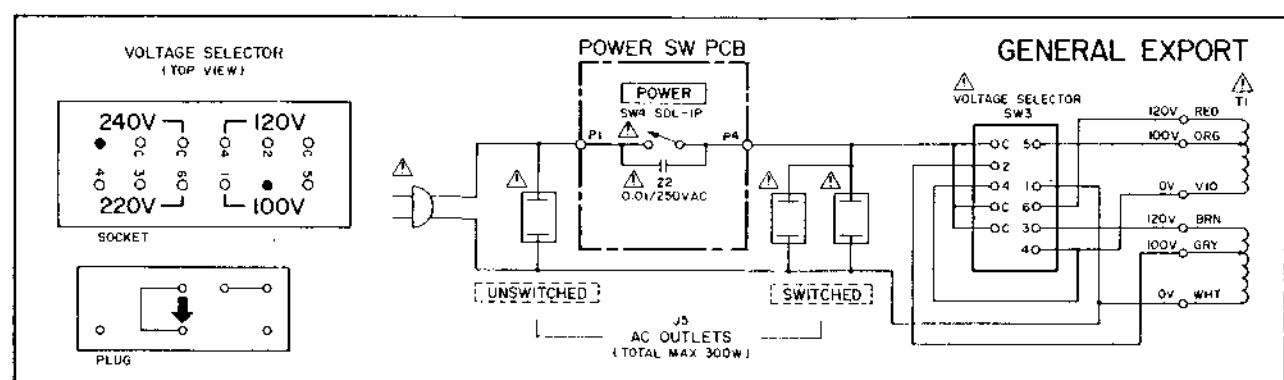 VOLTAGE SELECTOR
(TOP VIEW)
240V 120V
C C 4 2 C
4 3 6 1 5
220V 100V
SOCKET
PLUG
POWER SW PCB
POWER
SW4 SDL-1P
P1
P4
Z2
0.01/250VAC
UNSWITCHED
SWITCHED
J5
AC OUTLETS
(TOTAL MAX 300W)
GENERAL EXPORT
VOLTAGE SELECTOR
SW3
T1
C 5
2
4 1
C 6
C 3
4
120V RED
100V ORG
0V VIO
120V BRN
100V GRY
0V WHT